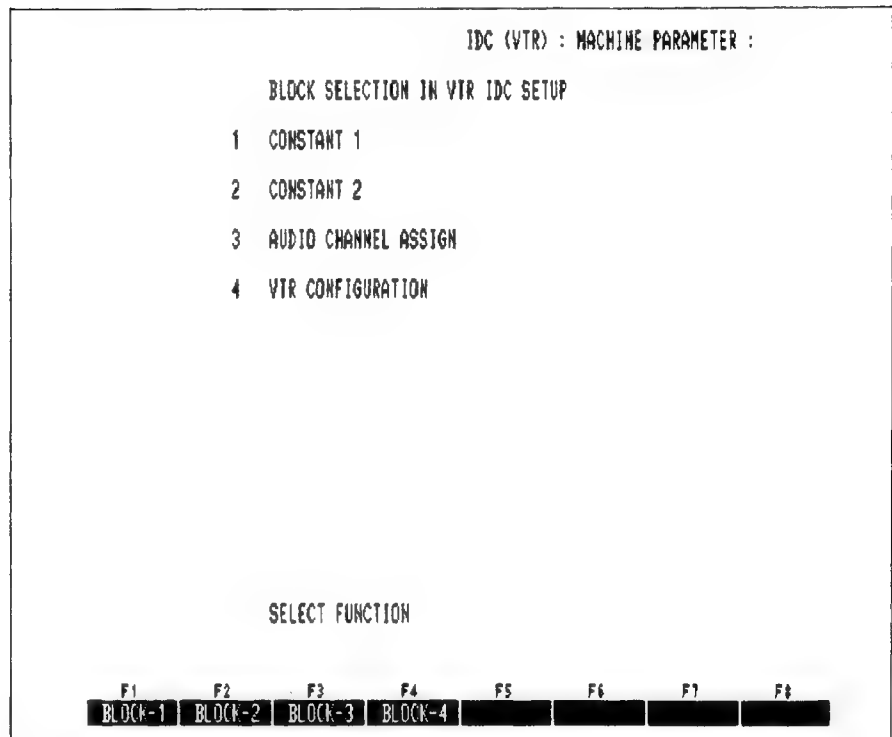 IDC (VTR) : MACHINE PARAMETER :
BLOCK SELECTION IN VTR IDC SETUP
1 CONSTANT 1
2 CONSTANT 2
3 AUDIO CHANNEL ASSIGN
4 VTR CONFIGURATION
SELECT FUNCTION
F1 F2 F3 F4 F5 F6 F7 F8
BLOCK-1 BLOCK-2 BLOCK-3 BLOCK-4